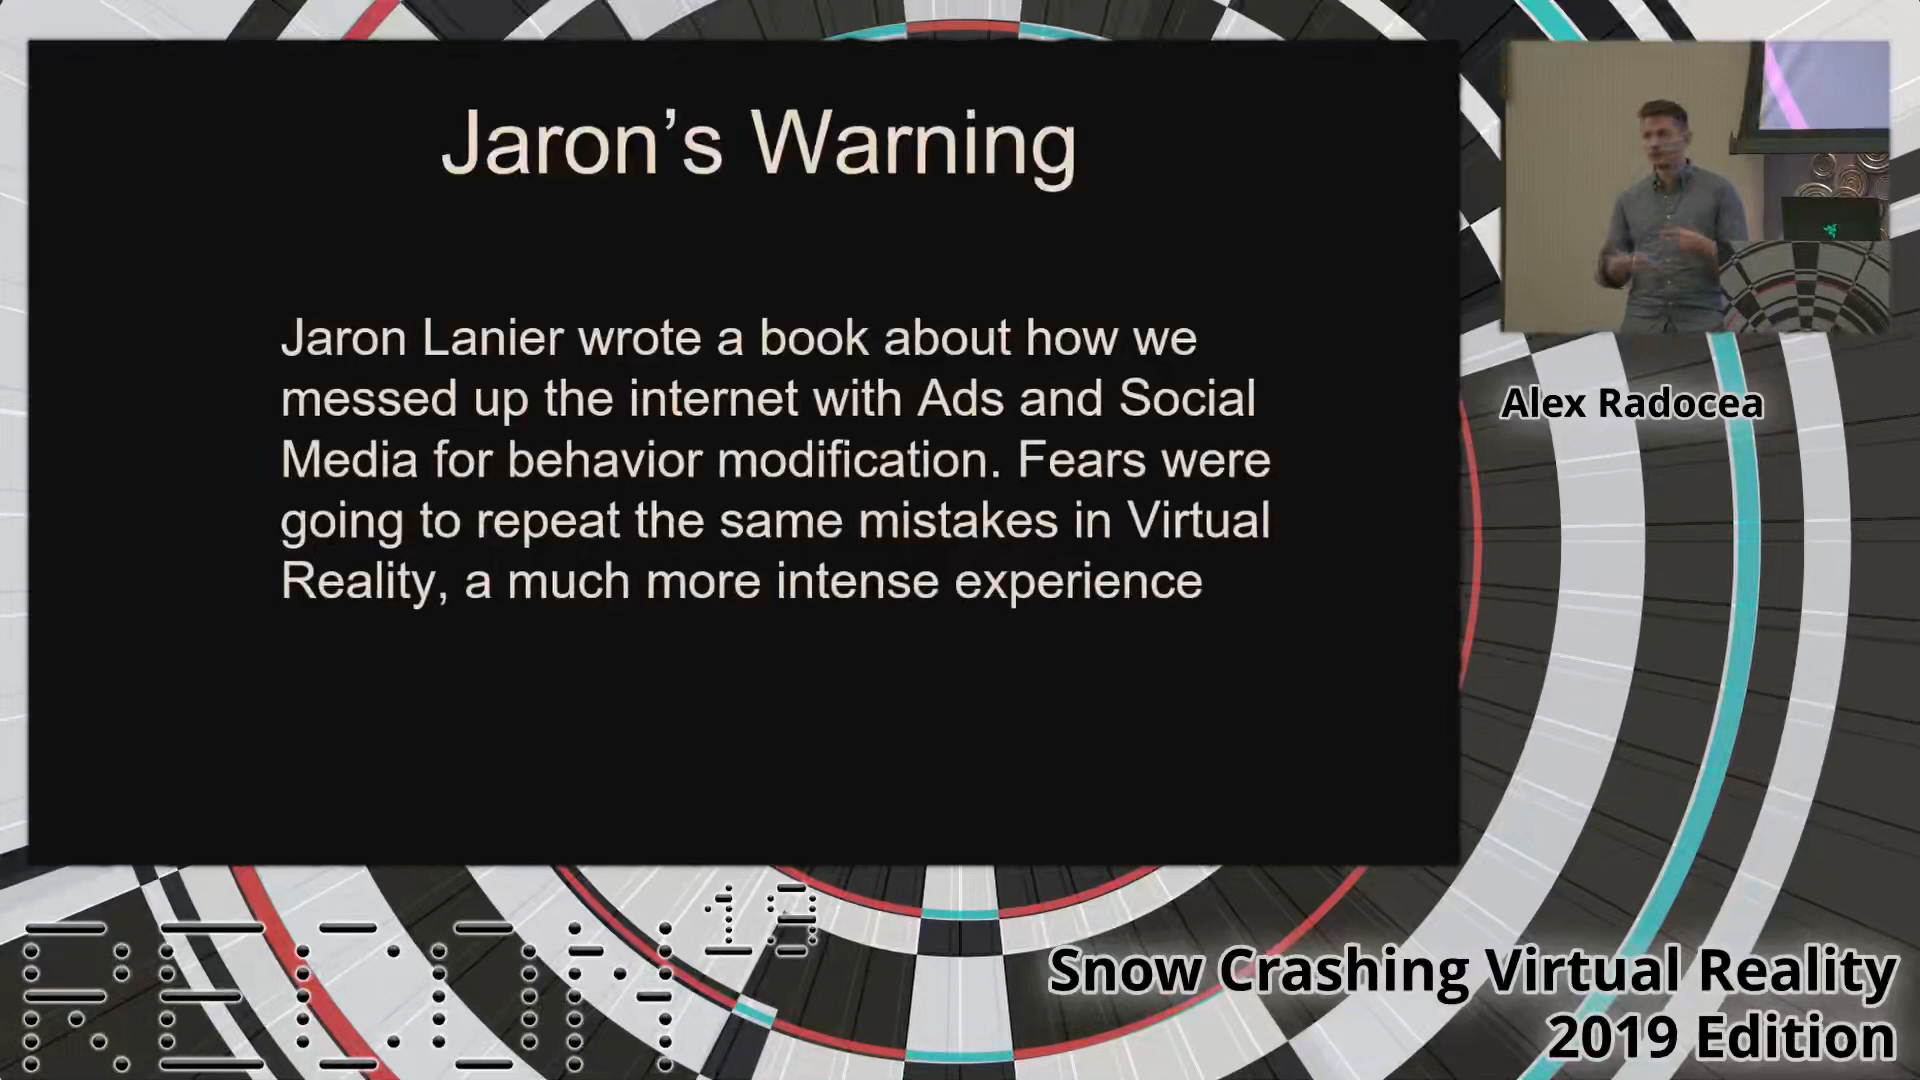 Jaron’s Warning
Jaron Lanier wrote a book about how we
messed up the internet with Ads and Social
Media for behavior modification. Fears were
going to repeat the same mistakes in Virtual
Reality, a much more intense experience
Alex Radocea
RECON 19
Snow Crashing Virtual Reality
2019 Edition